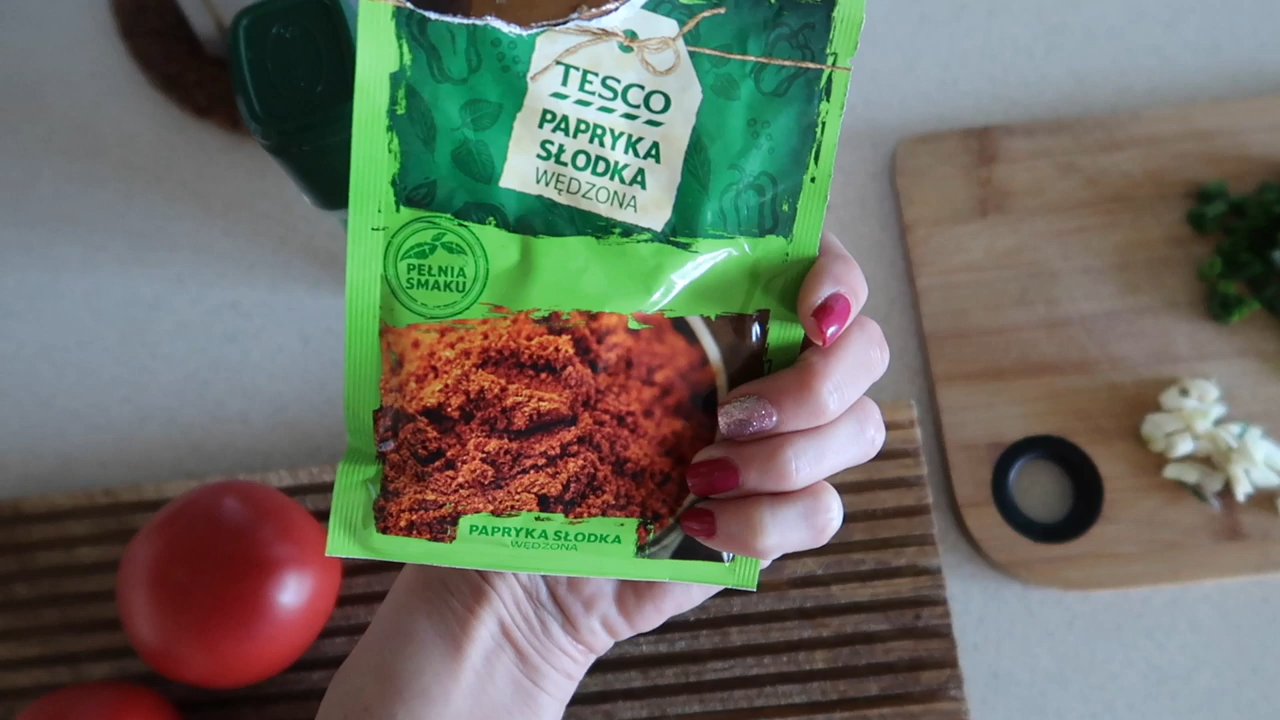 TESCO
PAPRYKA
SŁODKA
WĘDZONA
PEŁNIA
SMAKU
PAPRYKA SŁODKA
WĘDZONA